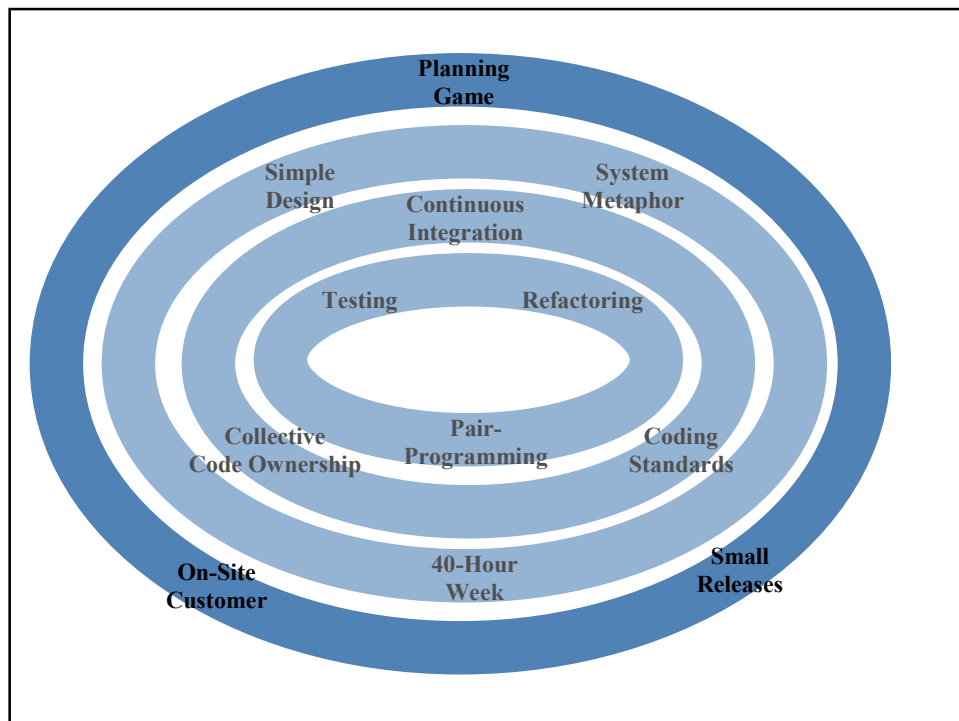 Planning
Game
Simple
Design
System
Metaphor
Continuous
Integration
Testing
Refactoring
Collective
Code Ownership
Pair-
Programming
Coding
Standards
On-Site
Customer
40-Hour
Week
Small
Releases